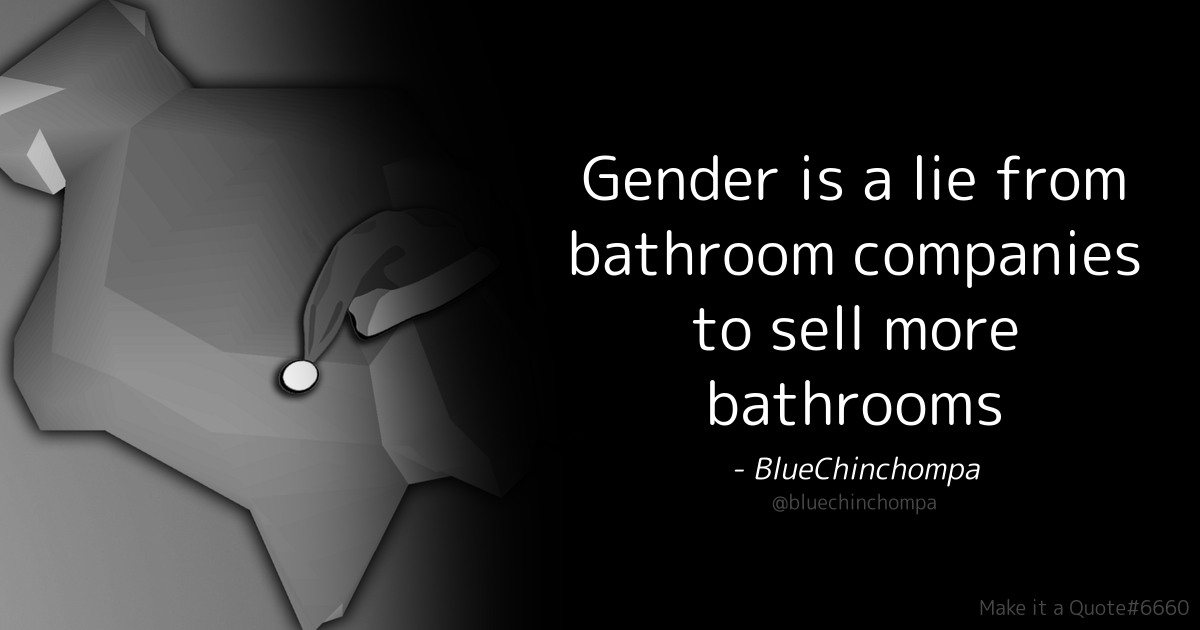 Gender is a lie from
bathroom companies
to sell more
bathrooms
- BlueChinchompa
@bluechinchompa
Make it a Quote#6660